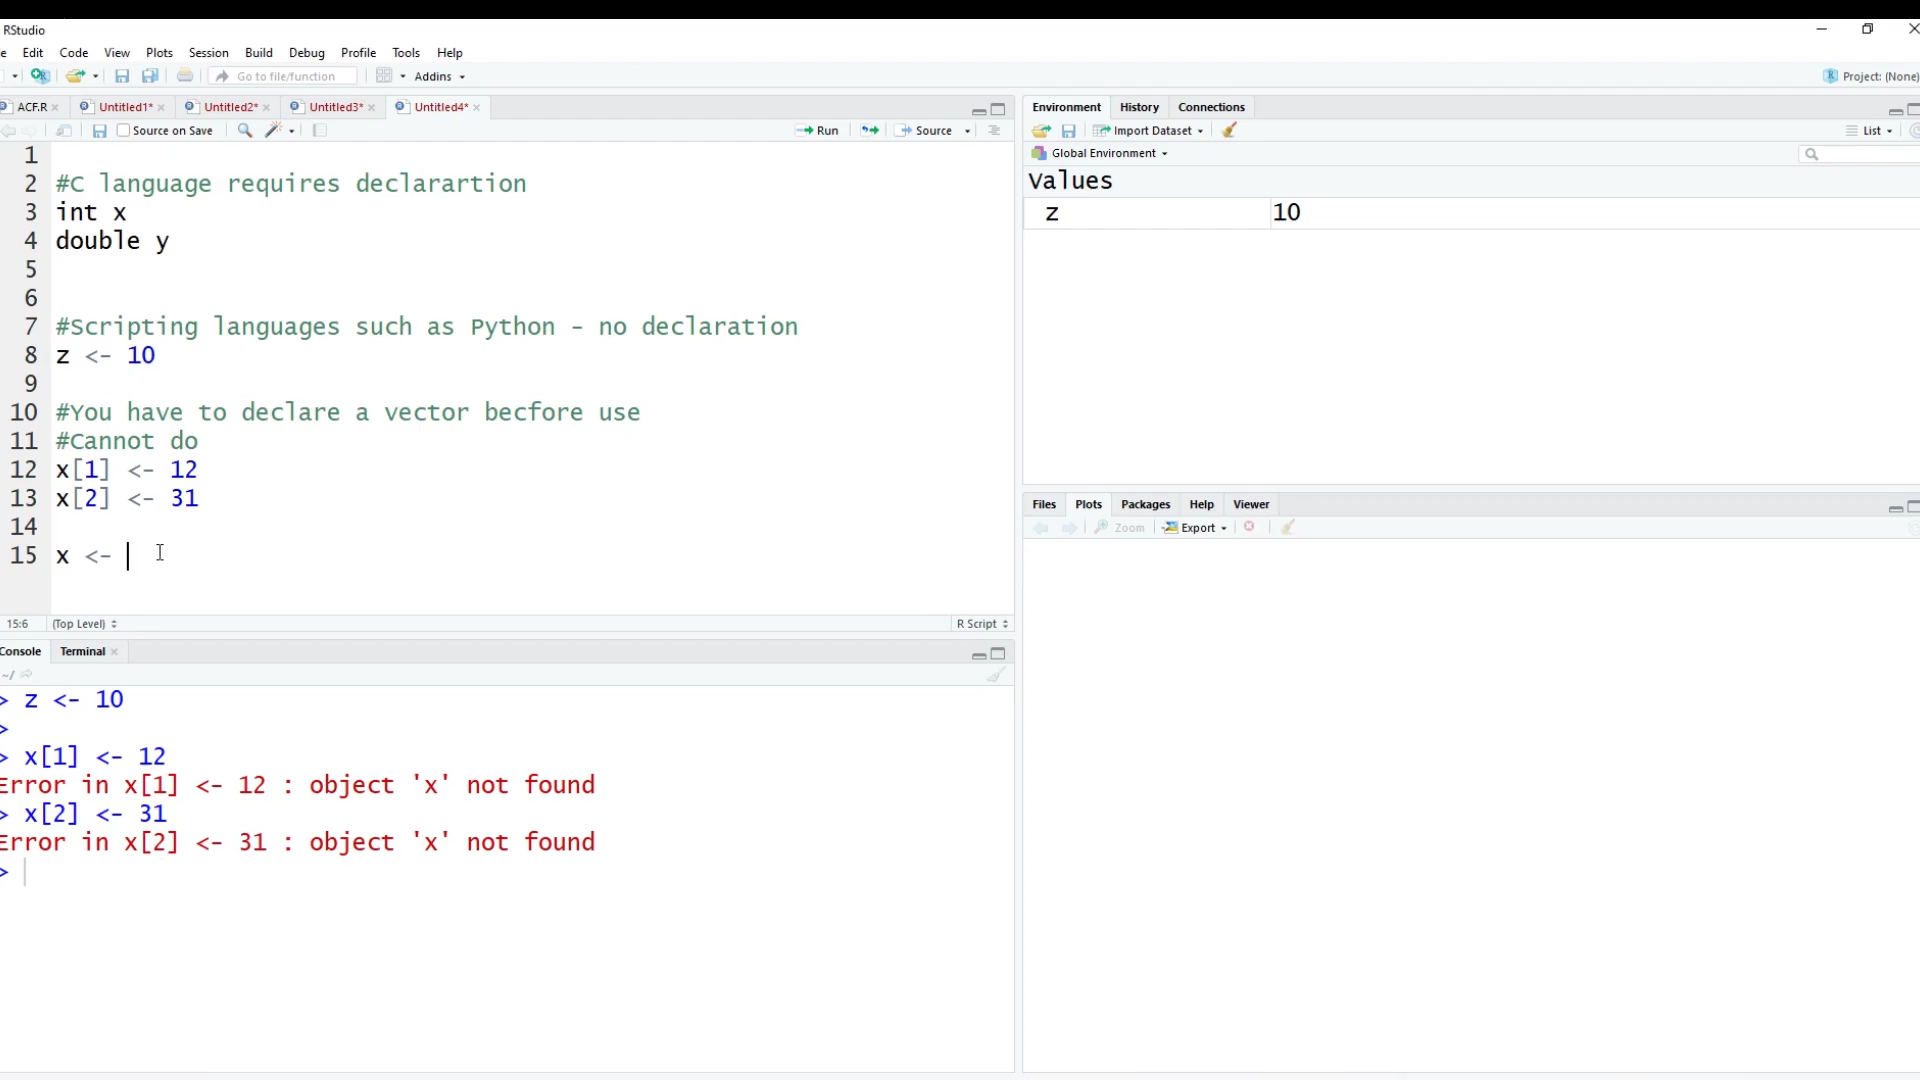 RStudio
e Edit Code View Plots Session Build Debug Profile Tools Help
Go to file/function Addins Project: (None)
ACF.R Untitled1* Untitled2* Untitled3* Untitled4*
Source on Save Run Source
1
2 #C language requires declarartion
3 int x
4 double y
5
6
7 #Scripting languages such as Python - no declaration
8 z <- 10
9
10 #You have to declare a vector becfore use
11 #Cannot do
12 x[1] <- 12
13 x[2] <- 31
14
15 x <-
15:6 (Top Level) R Script
Console Terminal
~/
> z <- 10
>
> x[1] <- 12
Error in x[1] <- 12 : object 'x' not found
> x[2] <- 31
Error in x[2] <- 31 : object 'x' not found
>
Environment History Connections
Import Dataset List
Global Environment
Values
z 10
Files Plots Packages Help Viewer
Zoom Export